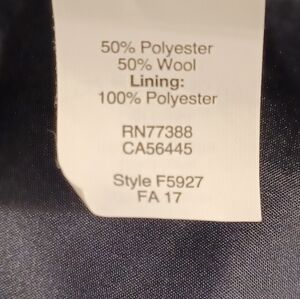 50% Polyester
50% Wool
Lining:
100% Polyester
RN77388
CA56445
Style F5927
FA 17